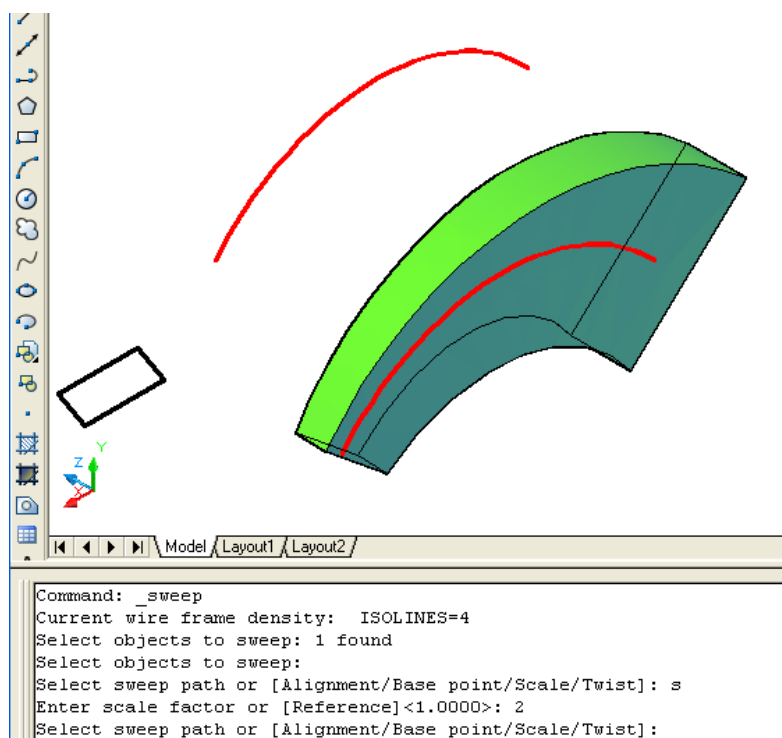 Y
Z
X
Model Layout1 Layout2
Command: _sweep
Current wire frame density:  ISOLINES=4
Select objects to sweep: 1 found
Select objects to sweep:
Select sweep path or [Alignment/Base point/Scale/Twist]: s
Enter scale factor or [Reference]<1.0000>: 2
Select sweep path or [Alignment/Base point/Scale/Twist]: